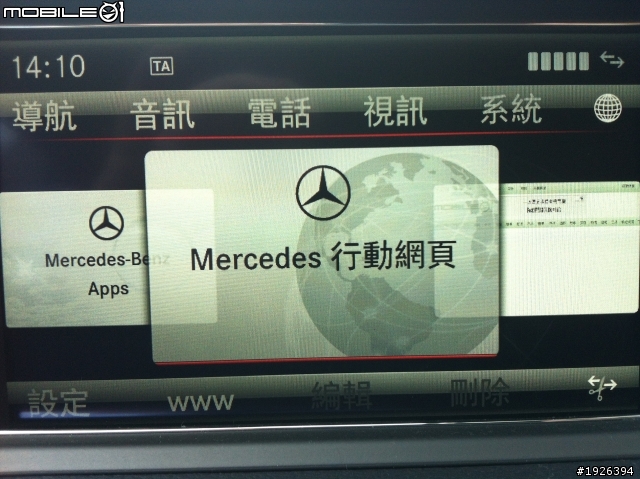 MOBILE01
14:10 TA
導航 音訊 電話 視訊 系統
Mercedes-Benz
Apps
Mercedes 行動網頁
設定 www 編輯 刪除
#1926394